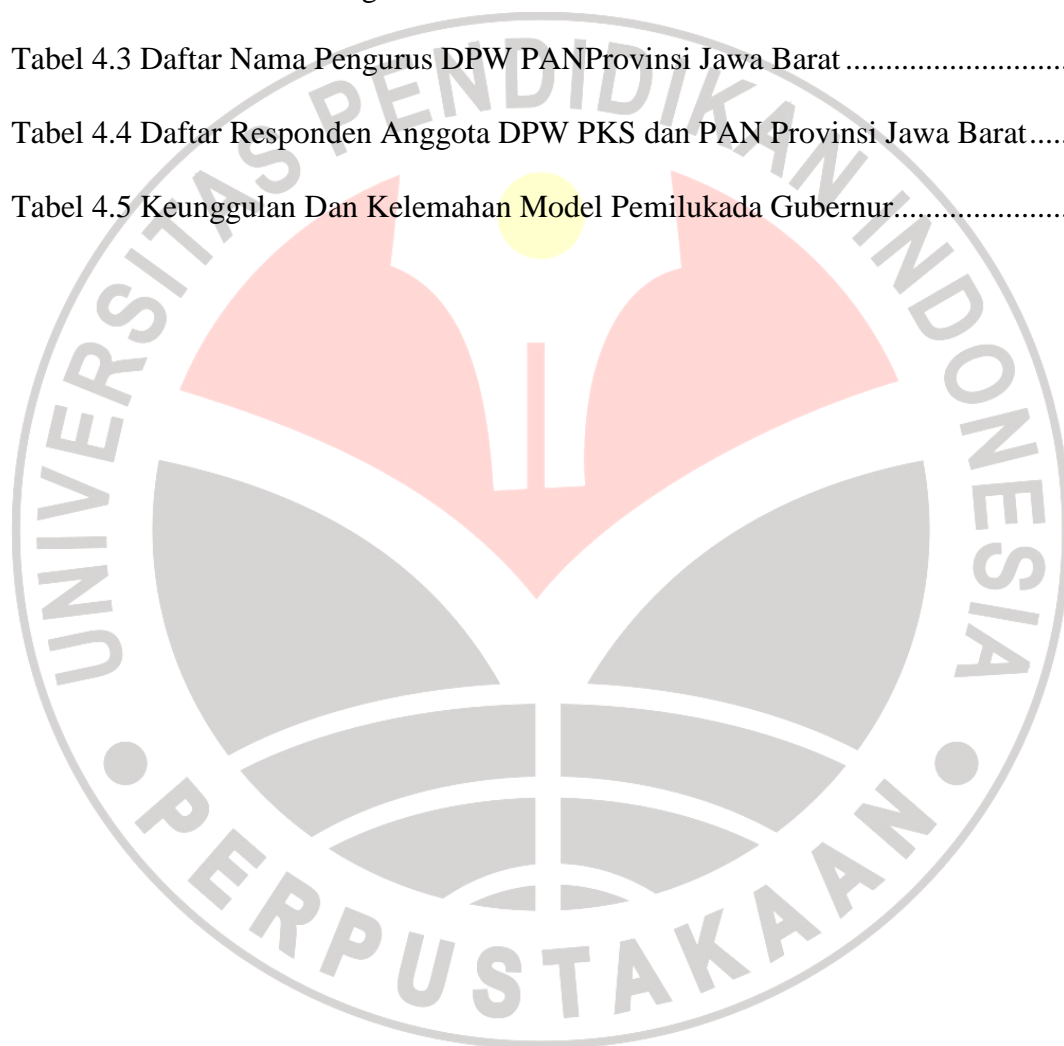 Tabel 4.3 Daftar Nama Pengurus DPW PANProvinsi Jawa Barat ............................
Tabel 4.4 Daftar Responden Anggota DPW PKS dan PAN Provinsi Jawa Barat.....
Tabel 4.5 Keunggulan Dan Kelemahan Model Pemilukada Gubernur......................
UNIVERSITAS PENDIDIKAN INDONESIA
PERPUSTAKAAN